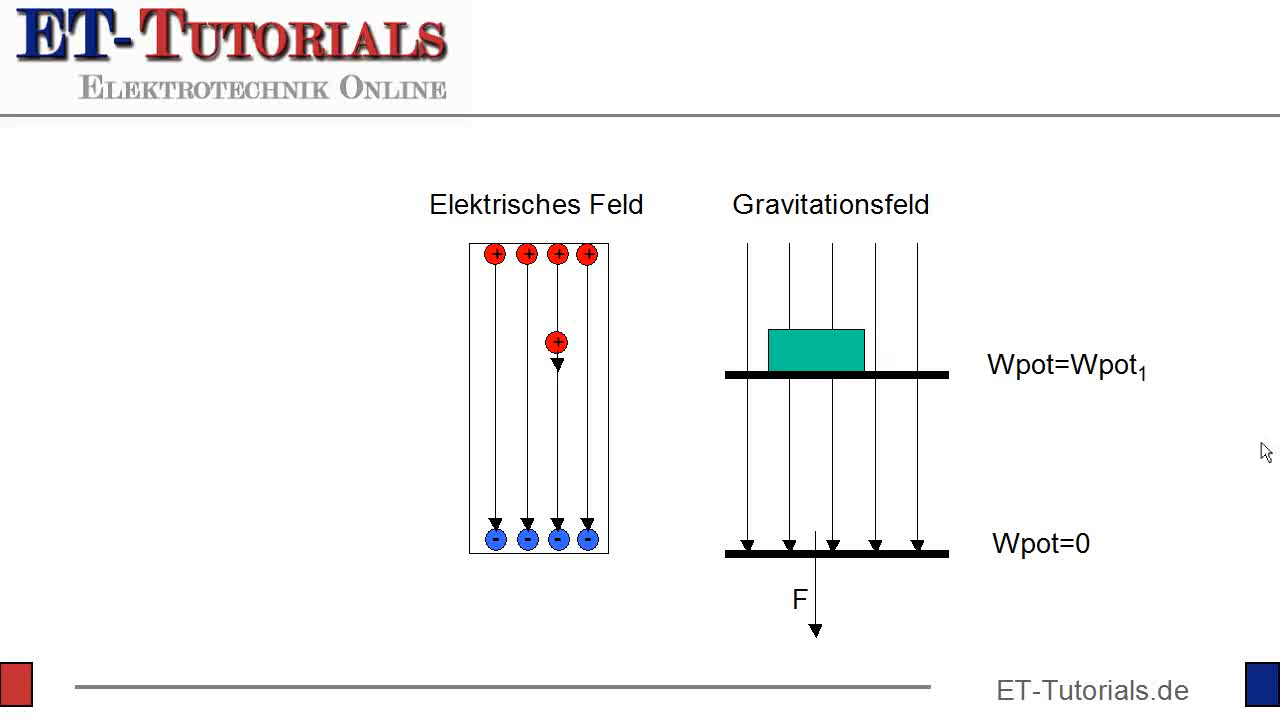 ET-TUTORIALS
ELEKTROTECHNIK ONLINE
Elektrisches Feld
Gravitationsfeld
+ + + +
+
Wpot=Wpot₁
- - - -
Wpot=0
F
ET-Tutorials.de